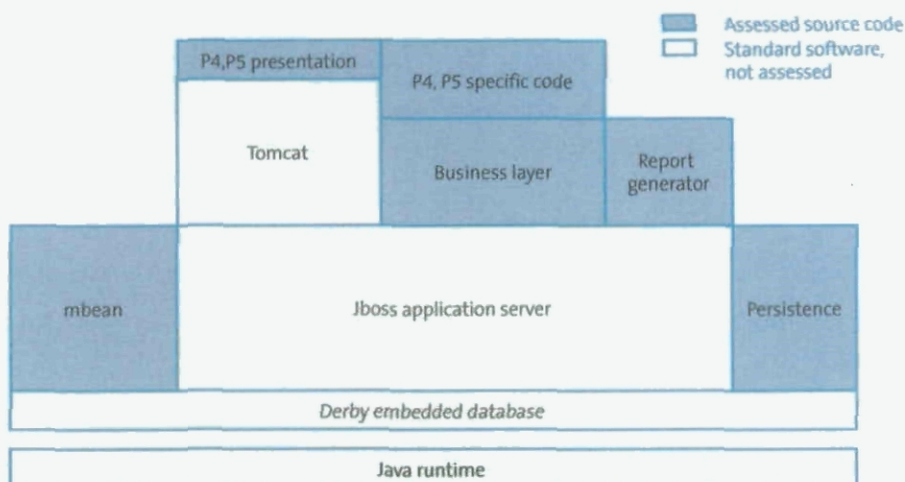 Assessed source code
Standard software,
not assessed
P4,P5 presentation
P4, P5 specific code
Tomcat
Business layer
Report
generator
mbean
Jboss application server
Persistence
Derby embedded database
Java runtime